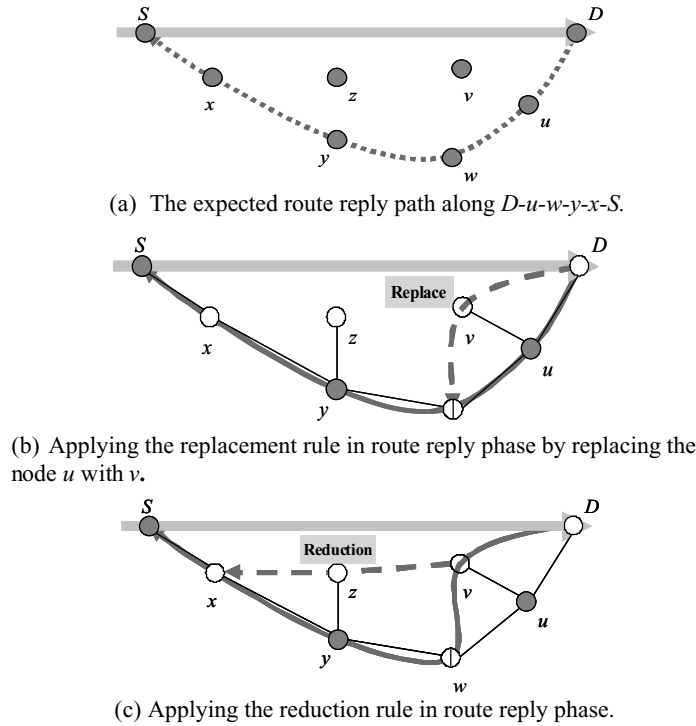 S D
x z v
y w u
(a) The expected route reply path along D-u-w-y-x-S.
S D
Replace
x z v u
y
(b) Applying the replacement rule in route reply phase by replacing the
node u with v.
S D
Reduction
x z v u
y w
(c) Applying the reduction rule in route reply phase.